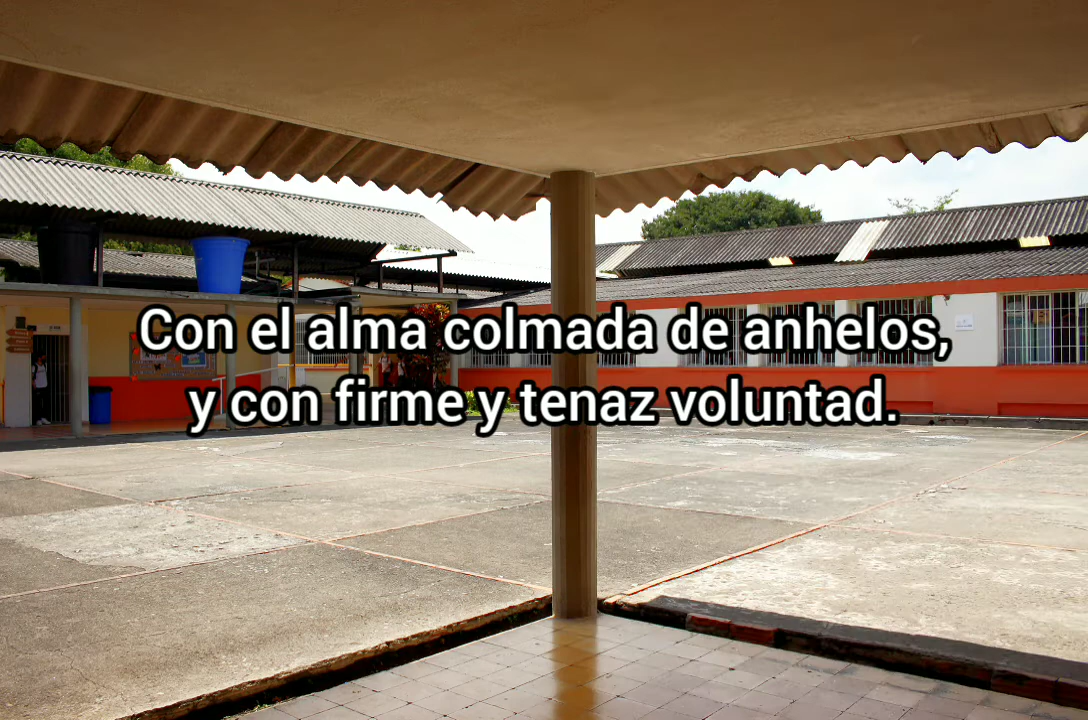 Con el alma colmada de anhelos,
y con firme y tenaz voluntad.